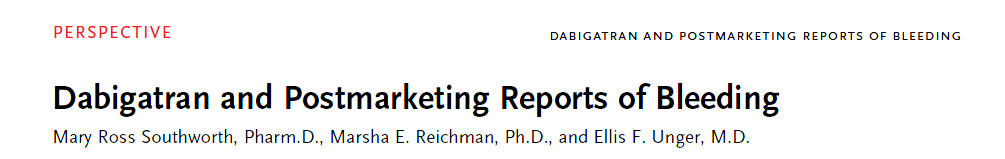 PERSPECTIVE
DABIGATRAN AND POSTMARKETING REPORTS OF BLEEDING
Dabigatran and Postmarketing Reports of Bleeding
Mary Ross Southworth, Pharm.D., Marsha E. Reichman, Ph.D., and Ellis F. Unger, M.D.